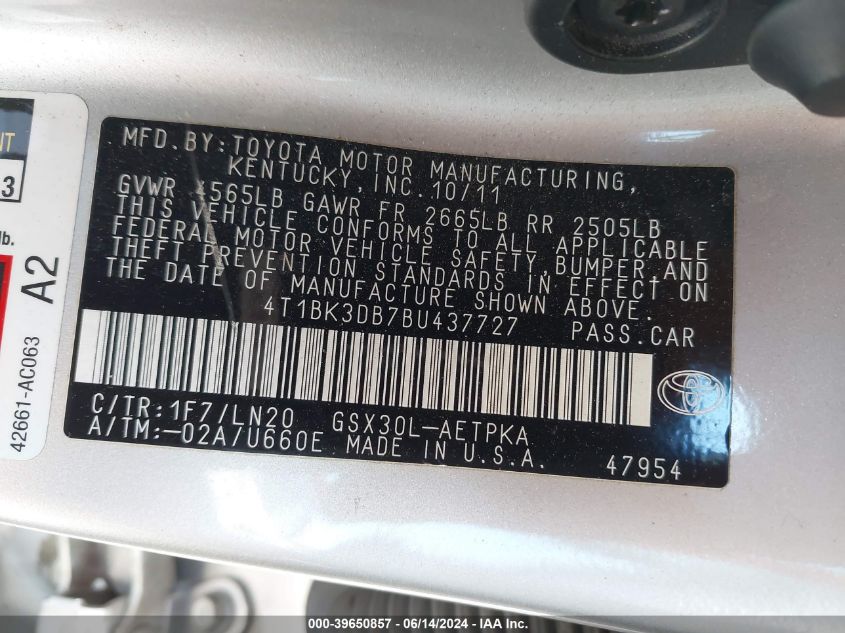 MFD. BY: TOYOTA MOTOR MANUFACTURING,
KENTUCKY, INC. 10/11
GVWR 4565LB GAWR FR 2665LB RR 2505LB
THIS VEHICLE CONFORMS TO ALL APPLICABLE
FEDERAL MOTOR VEHICLE SAFETY, BUMPER, AND
THEFT PREVENTION STANDARDS IN EFFECT ON
THE DATE OF MANUFACTURE SHOWN ABOVE.
4T1BK3DB7BU437727 PASS. CAR
C/TR: 1F7/LN20 GSX30L-AETPKA
A/TM: -02A/U660E MADE IN U.S.A. 47954
3
lb.
A2
42661-AC063
000-39650857 / 06/14/2024 / IAA Inc.